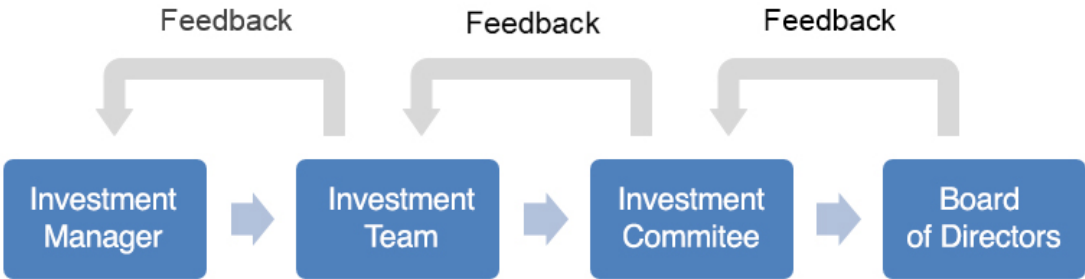 Feedback
Feedback
Feedback
Investment
Manager
Investment
Team
Investment
Commitee
Board
of Directors